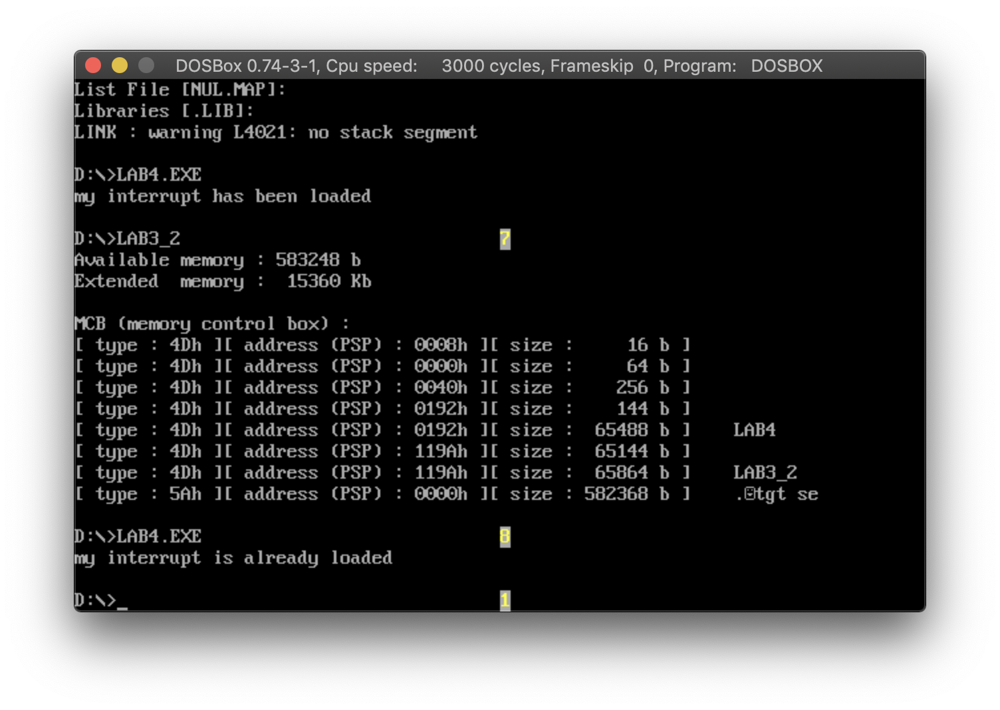 DOSBox 0.74-3-1, Cpu speed:    3000 cycles, Frameskip  0, Program:   DOSBOX
List File [NUL.MAP]:
Libraries [.LIB]:
LINK : warning L4021: no stack segment
D:\>LAB4.EXE
my interrupt has been loaded
D:\>LAB3_2                              7
Available memory : 583248 b
Extended  memory :  15360 Kb
MCB (memory control box) :
[ type : 4Dh ][ address (PSP) : 0008h ][ size :     16 b ]
[ type : 4Dh ][ address (PSP) : 0000h ][ size :     64 b ]
[ type : 4Dh ][ address (PSP) : 0040h ][ size :    256 b ]
[ type : 4Dh ][ address (PSP) : 0192h ][ size :    144 b ]
[ type : 4Dh ][ address (PSP) : 0192h ][ size :  65488 b ]    LAB4
[ type : 4Dh ][ address (PSP) : 119Ah ][ size :  65144 b ]
[ type : 4Dh ][ address (PSP) : 119Ah ][ size :  65864 b ]    LAB3_2
[ type : 5Ah ][ address (PSP) : 0000h ][ size : 582368 b ]    .☺tgt se
D:\>LAB4.EXE                            8
my interrupt is already loaded
D:\>_                                   1